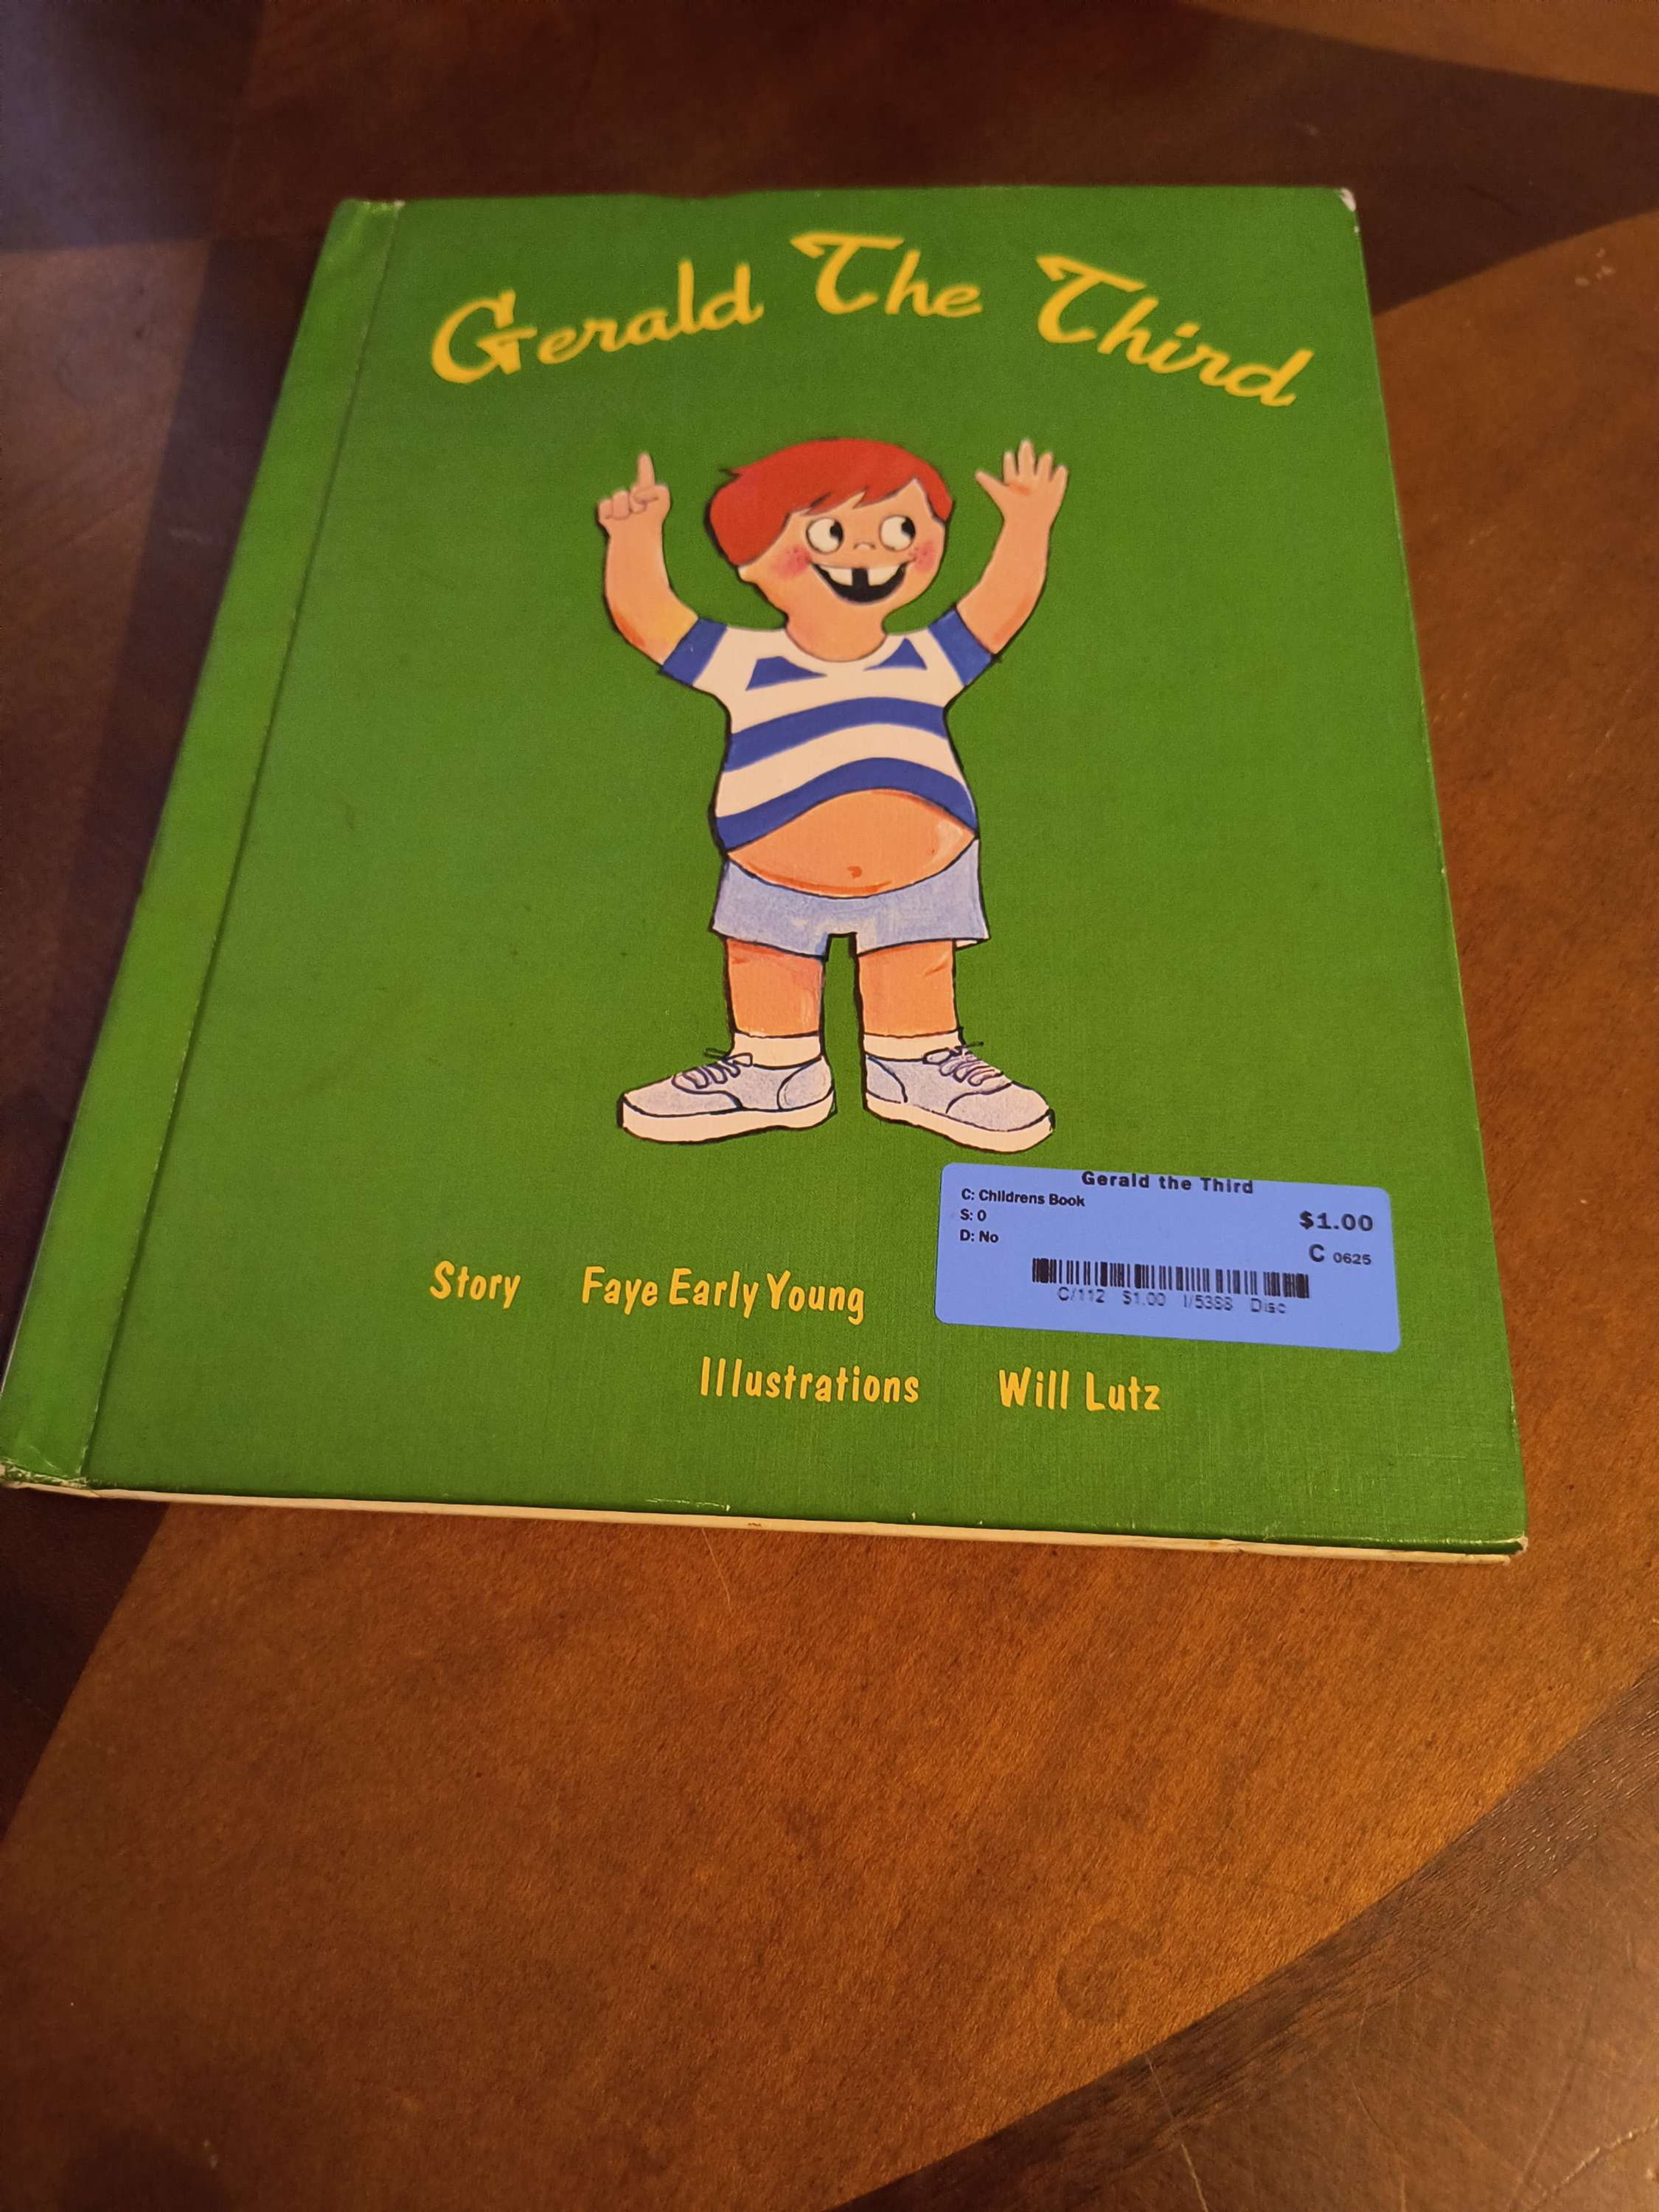 Gerald The Third
Gerald the Third
C: Childrens Book
S: 0
$1.00
D: No
C 0625
C/112 $1.00 I/5388 Disc
Story Faye Early Young
Illustrations Will Lutz